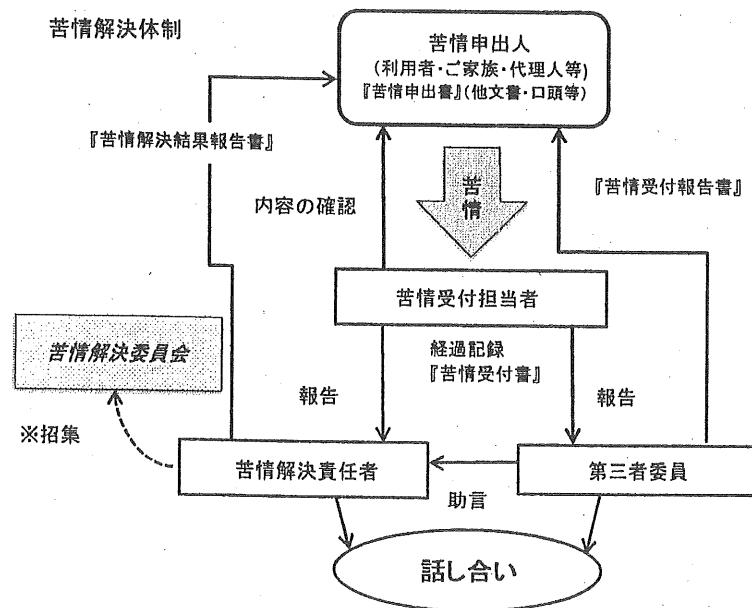 苦情解決体制
苦情申出人
(利用者・ご家族・代理人等)
『苦情申出書』(他文書・口頭等)
『苦情解決結果報告書』
苦情
内容の確認
『苦情受付報告書』
苦情受付担当者
苦情解決委員会
経過記録
『苦情受付書』
報告
報告
※招集
苦情解決責任者
第三者委員
助言
話し合い